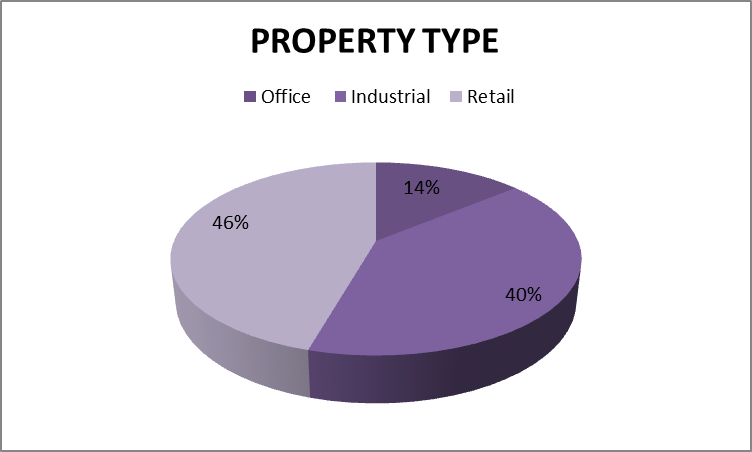 PROPERTY TYPE
Office Industrial Retail
14%
46%
40%